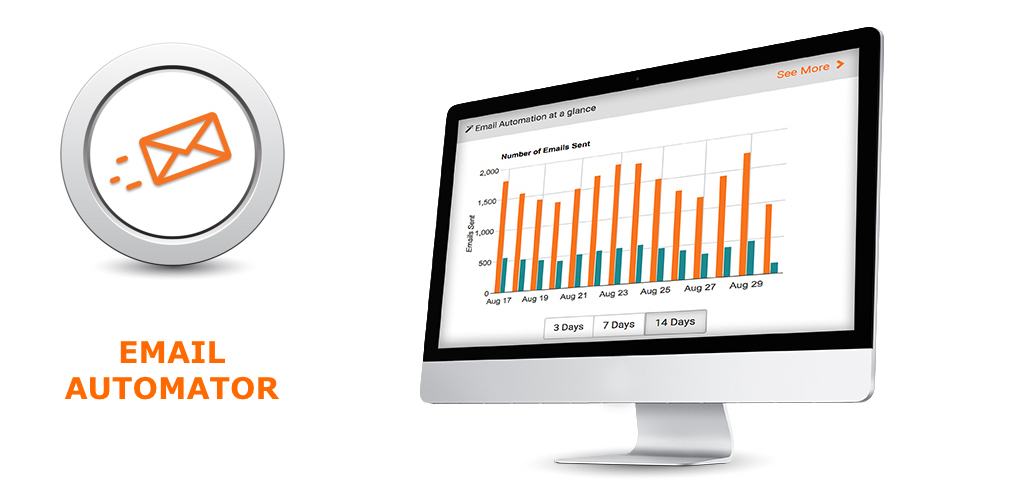 EMAIL
AUTOMATOR
See More
Email Automation at a glance
Number of Emails Sent
2,000
1,500
1,000
500
0
Emails Sent
Aug 17 Aug 19 Aug 21 Aug 23 Aug 25 Aug 27 Aug 29
3 Days 7 Days 14 Days